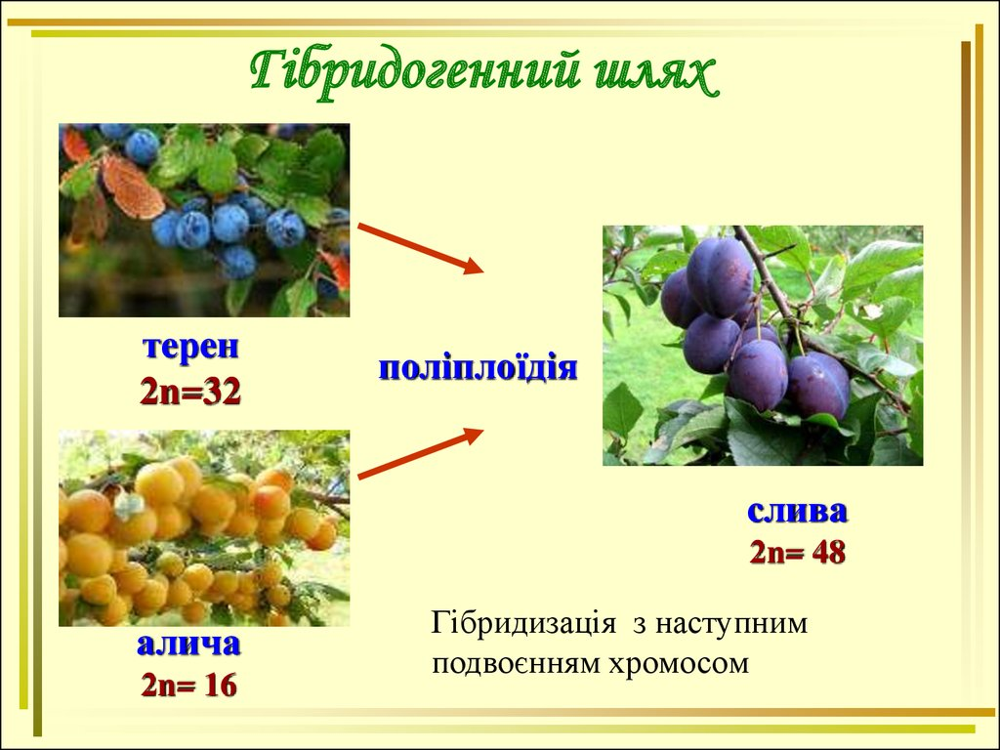 Гібридогенний шлях
терен
2n=32
поліплоїдія
алича
2n= 16
слива
2n= 48
Гібридизація з наступним
подвоєнням хромосом